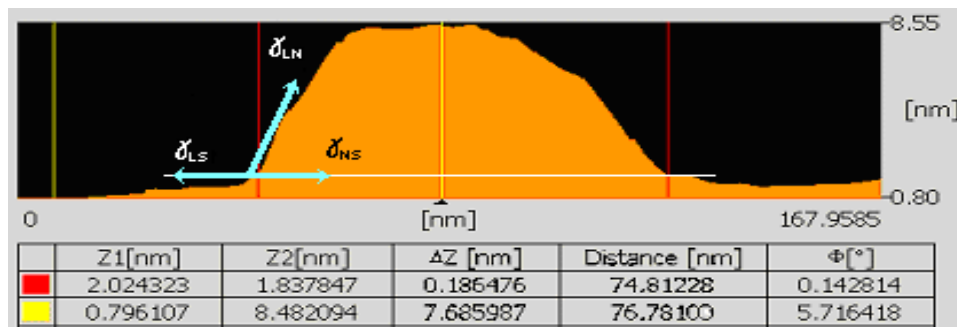 8.55
γLN
[nm]
γLS γNS
0.80
0 [nm] 167.9585
Z1[nm] Z2[nm] ΔZ [nm] Distance [nm] Φ[°]
2.024323 1.837847 0.186476 74.81228 0.142814
0.796107 8.482094 7.685987 76.78100 5.716418